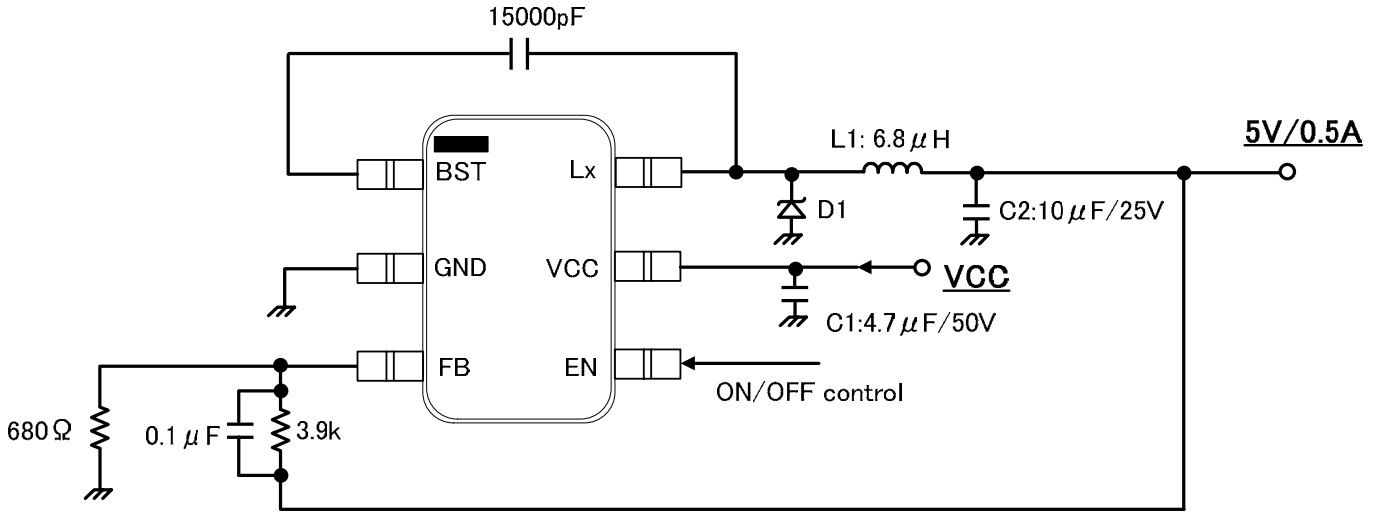 15000pF
L1: 6.8μH
5V/0.5A
BST
Lx
D1
C2:10μF/25V
GND
VCC
VCC
C1:4.7μF/50V
FB
EN
ON/OFF control
680Ω
0.1μF
3.9k